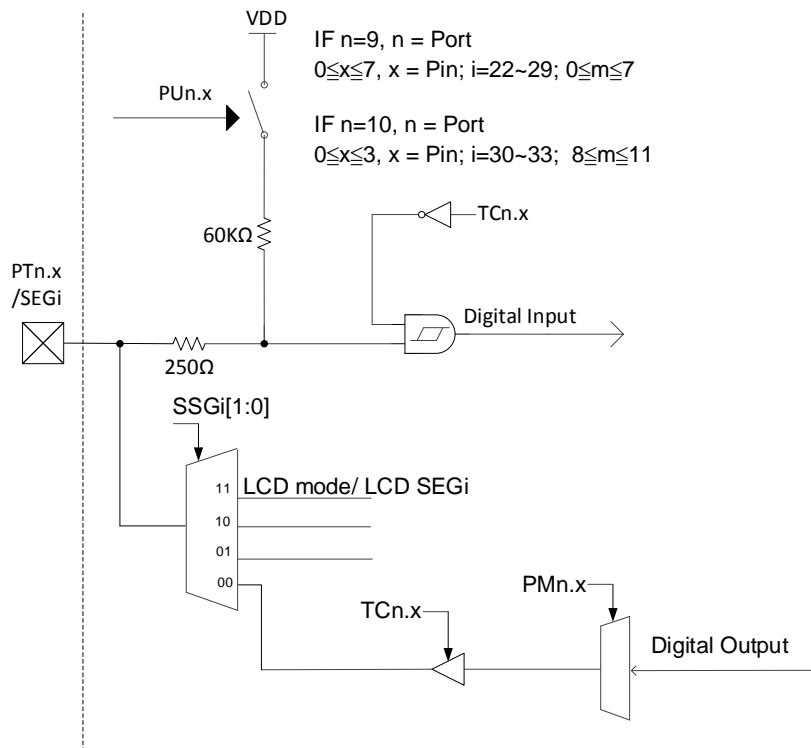 VDD
IF n=9, n = Port
0≦x≦7, x = Pin; i=22~29; 0≦m≦7
PUn.x
IF n=10, n = Port
0≦x≦3, x = Pin; i=30~33; 8≦m≦11
TCn.x
60KΩ
PTn.x
/SEGi
Digital Input
250Ω
SSGi[1:0]
11
LCD mode/ LCD SEGi
10
01
00
PMn.x
TCn.x
Digital Output